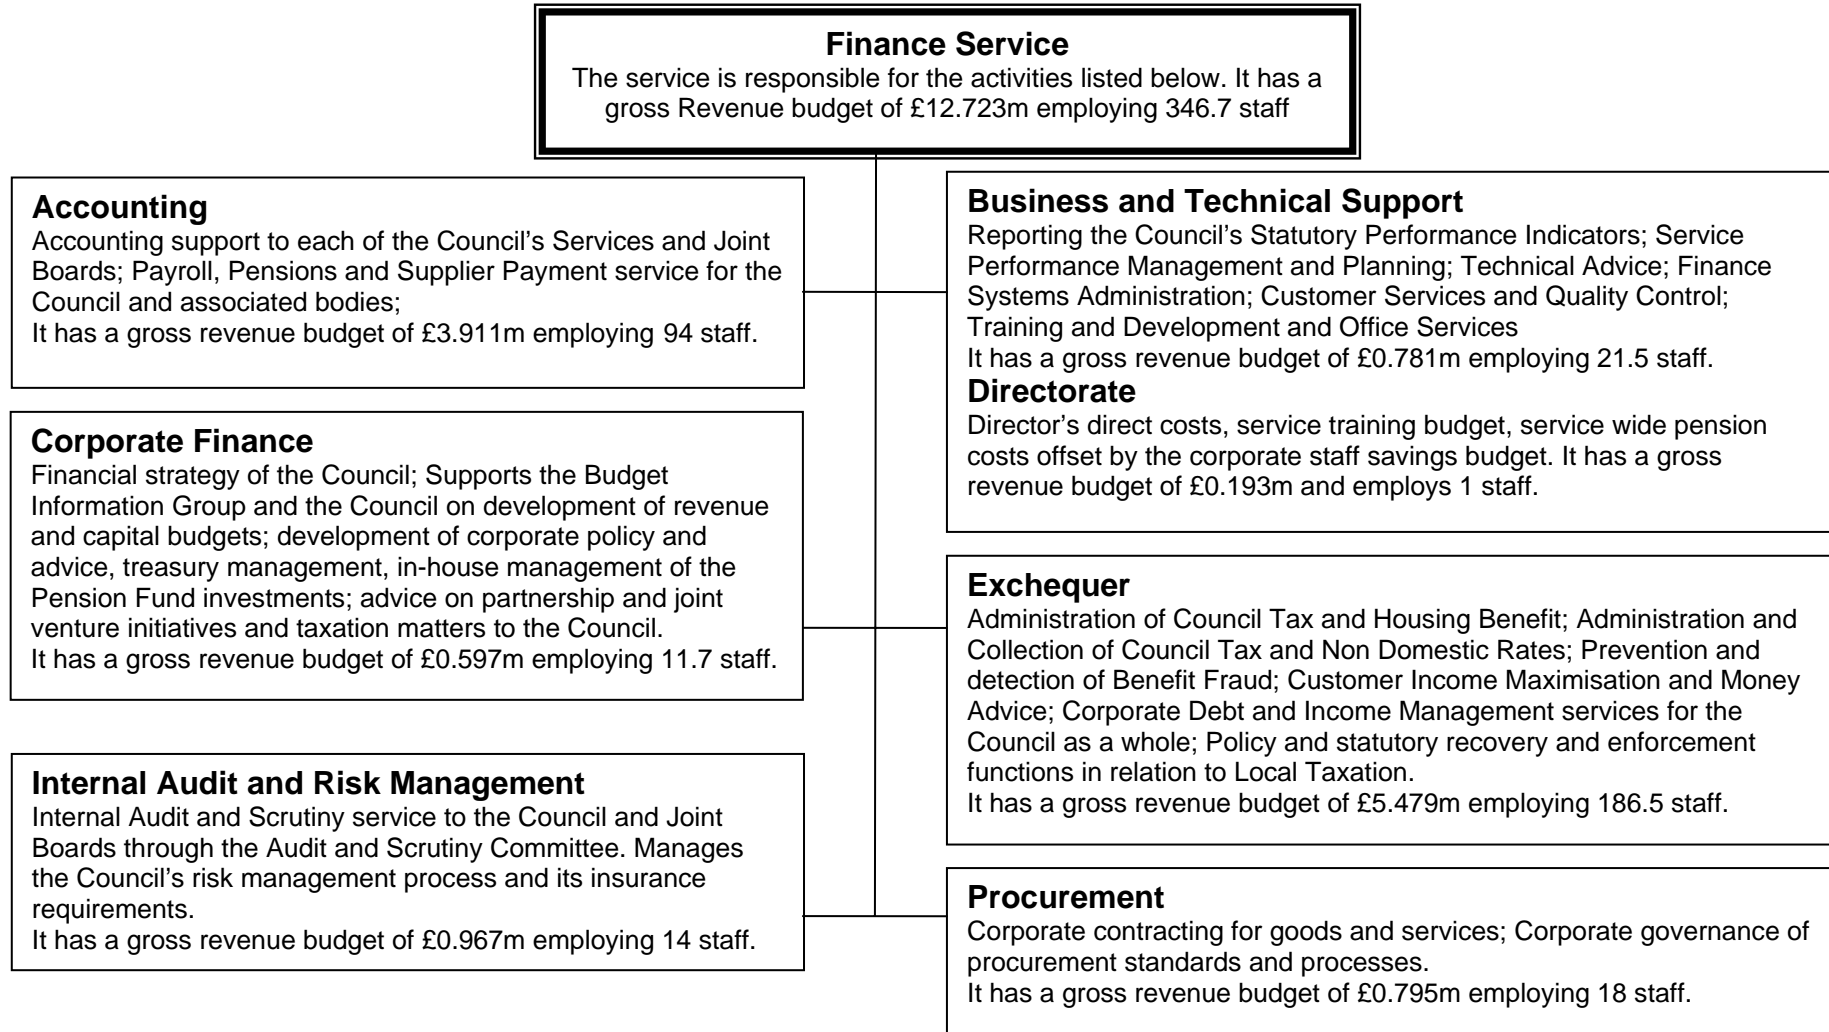 Finance Service
The service is responsible for the activities listed below. It has a
gross Revenue budget of £12.723m employing 346.7 staff
Accounting
Accounting support to each of the Council’s Services and Joint
Boards; Payroll, Pensions and Supplier Payment service for the
Council and associated bodies;
It has a gross revenue budget of £3.911m employing 94 staff.
Corporate Finance
Financial strategy of the Council; Supports the Budget
Information Group and the Council on development of revenue
and capital budgets; development of corporate policy and
advice, treasury management, in-house management of the
Pension Fund investments; advice on partnership and joint
venture initiatives and taxation matters to the Council.
It has a gross revenue budget of £0.597m employing 11.7 staff.
Internal Audit and Risk Management
Internal Audit and Scrutiny service to the Council and Joint
Boards through the Audit and Scrutiny Committee. Manages
the Council’s risk management process and its insurance
requirements.
It has a gross revenue budget of £0.967m employing 14 staff.
Business and Technical Support
Reporting the Council’s Statutory Performance Indicators; Service
Performance Management and Planning; Technical Advice; Finance
Systems Administration; Customer Services and Quality Control;
Training and Development and Office Services
It has a gross revenue budget of £0.781m employing 21.5 staff.
Directorate
Director’s direct costs, service training budget, service wide pension
costs offset by the corporate staff savings budget. It has a gross
revenue budget of £0.193m and employs 1 staff.
Exchequer
Administration of Council Tax and Housing Benefit; Administration and
Collection of Council Tax and Non Domestic Rates; Prevention and
detection of Benefit Fraud; Customer Income Maximisation and Money
Advice; Corporate Debt and Income Management services for the
Council as a whole; Policy and statutory recovery and enforcement
functions in relation to Local Taxation.
It has a gross revenue budget of £5.479m employing 186.5 staff.
Procurement
Corporate contracting for goods and services; Corporate governance of
procurement standards and processes.
It has a gross revenue budget of £0.795m employing 18 staff.